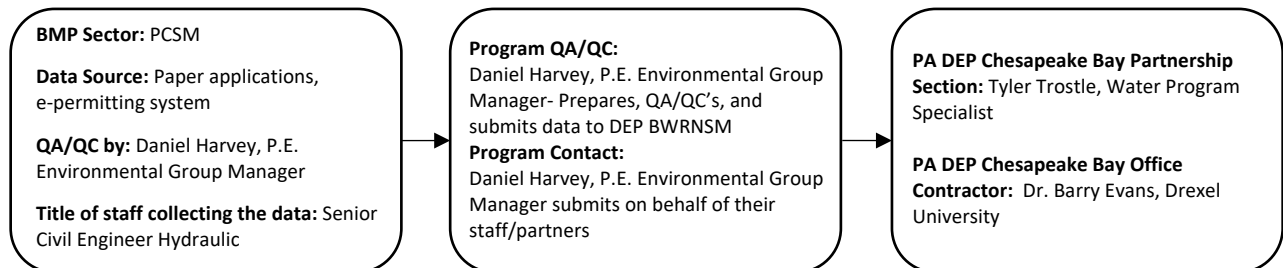 BMP Sector: PCSM
Data Source: Paper applications,
e-permitting system
QA/QC by: Daniel Harvey, P.E.
Environmental Group Manager
Title of staff collecting the data: Senior
Civil Engineer Hydraulic
Program QA/QC:
Daniel Harvey, P.E. Environmental Group
Manager- Prepares, QA/QC's, and
submits data to DEP BWRNSM
Program Contact:
Daniel Harvey, P.E. Environmental Group
Manager submits on behalf of their
staff/partners
PA DEP Chesapeake Bay Partnership
Section: Tyler Trostle, Water Program
Specialist
PA DEP Chesapeake Bay Office
Contractor: Dr. Barry Evans, Drexel
University